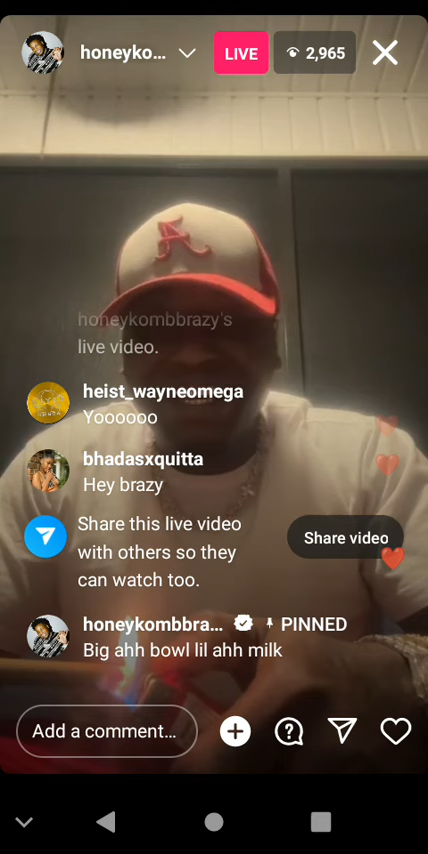 honeyko...
LIVE
2,965
honeykombbrazy's
live video.
heist_wayneomega
Yoooooo
bhadasxquitta
Hey brazy
Share this live video
with others so they
can watch too.
Share video
honeykombbra... PINNED
Big ahh bowl lil ahh milk
Add a comment...
A